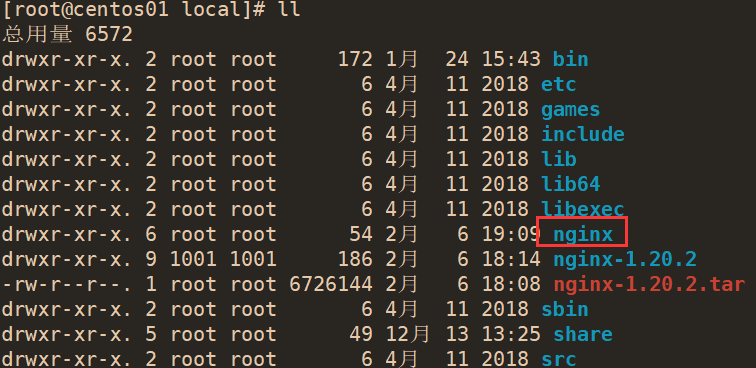 [root@centos01 local]# ll
总用量 6572
drwxr-xr-x. 2 root root 172 1月 24 15:43 bin
drwxr-xr-x. 2 root root 6 4月 11 2018 etc
drwxr-xr-x. 2 root root 6 4月 11 2018 games
drwxr-xr-x. 2 root root 6 4月 11 2018 include
drwxr-xr-x. 2 root root 6 4月 11 2018 lib
drwxr-xr-x. 2 root root 6 4月 11 2018 lib64
drwxr-xr-x. 2 root root 6 4月 11 2018 libexec
drwxr-xr-x. 6 root root 54 2月 6 19:09 nginx
drwxr-xr-x. 9 1001 1001 186 2月 6 18:14 nginx-1.20.2
-rw-r--r--. 1 root root 6726144 2月 6 18:08 nginx-1.20.2.tar
drwxr-xr-x. 2 root root 6 4月 11 2018 sbin
drwxr-xr-x. 5 root root 49 12月 13 13:25 share
drwxr-xr-x. 2 root root 6 4月 11 2018 src